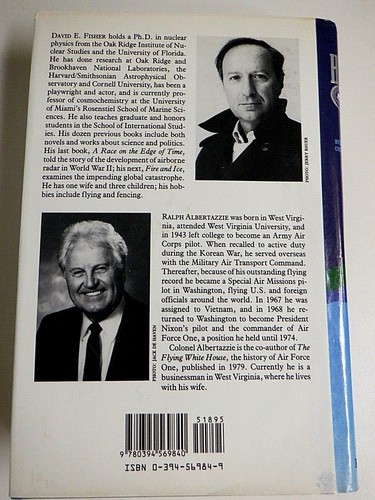 DAVID E. FISHER holds a Ph.D. in nuclear
physics from the Oak Ridge Institute of Nu-
clear Studies and the University of Florida.
He has done research at Oak Ridge and
Brookhaven National Laboratories, the
Harvard/Smithsonian Astrophysical Ob-
servatory and Cornell University, has been a
playwright and actor, and is currently pro-
fessor of cosmochemistry at the University
of Miami's Rosenstiel School of Marine Sci-
ences. He also teaches graduate and honors
students in the School of International Stud-
ies. His dozen previous books include both
novels and works about science and politics.
His last book, A Race on the Edge of Time,
told the story of the development of airborne
radar in World War II; his next, Fire and Ice,
examines the impending global catastrophe.
He has one wife and three children; his hob-
bies include flying and fencing.
PHOTO: JERRY BAUER
RALPH ALBERTAZZIE was born in West Virgi-
nia, attended West Virginia University, and
in 1943 left college to become an Army Air
Corps pilot. When recalled to active duty
during the Korean War, he served overseas
with the Military Air Transport Command.
Thereafter, because of his outstanding flying
record he became a Special Air Missions pi-
lot in Washington, flying U.S. and foreign
officials around the world. In 1967 he was
assigned to Vietnam, and in 1968 he re-
turned to Washington to become President
Nixon's pilot and the commander of Air
Force One, a position he held until 1974.
Colonel Albertazzie is the co-author of The
Flying White House, the history of Air Force
One, published in 1979. Currently he is a
businessman in West Virginia, where he lives
with his wife.
PHOTO: JACK DE HAVEN
51895
9780394569840
ISBN 0-394-56984-9